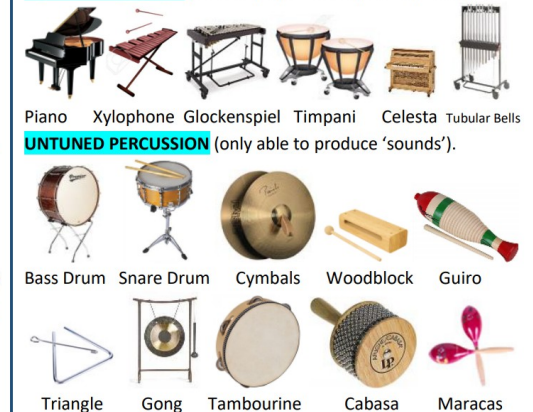 Piano Xylophone Glockenspiel Timpani Celesta Tubular Bells
UNTUNED PERCUSSION (only able to produce ‘sounds’).
Bass Drum Snare Drum Cymbals Woodblock Guiro
Triangle Gong Tambourine Cabasa Maracas